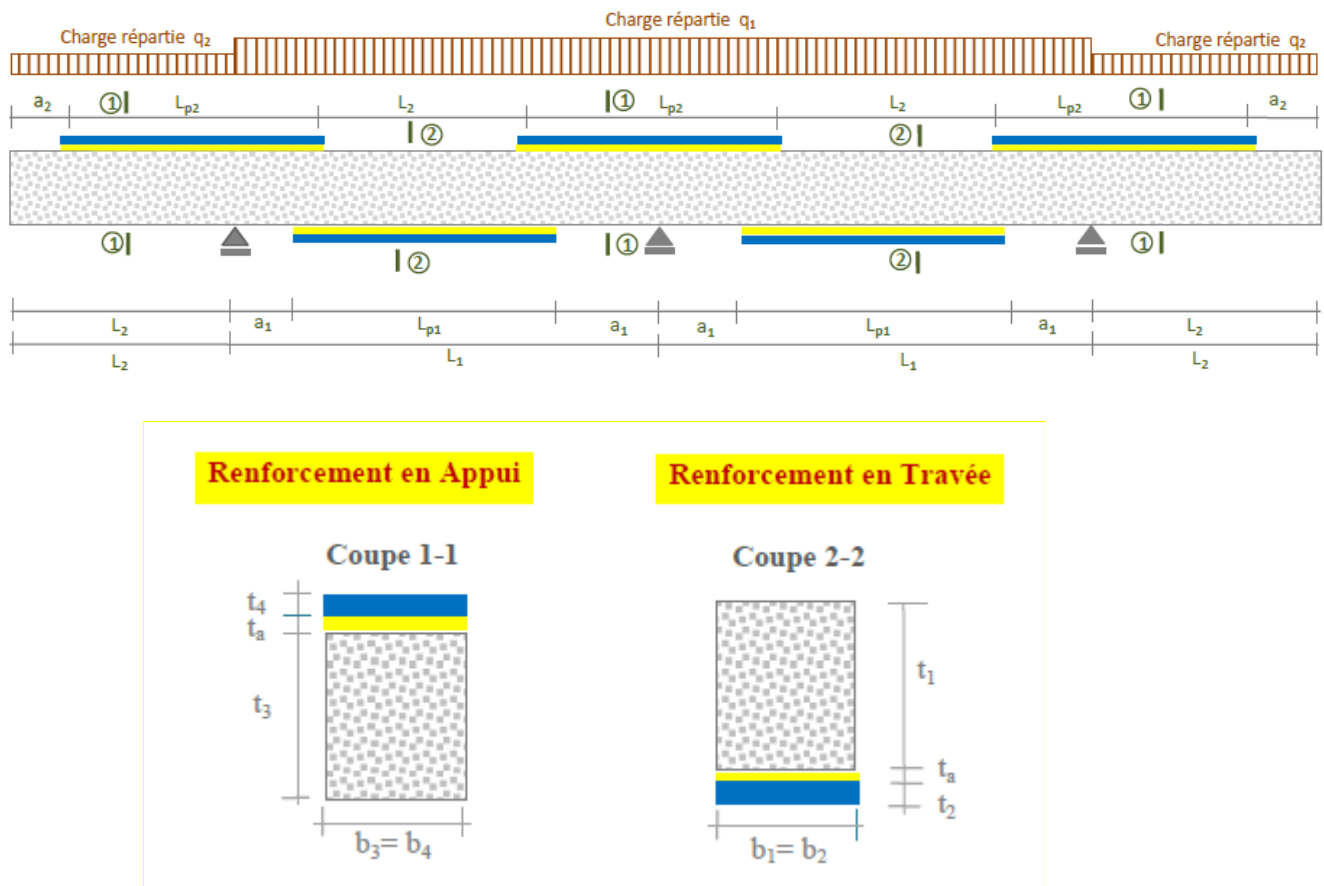 Charge répartie q₁
Charge répartie q₂
Charge répartie q₂
a₂ ① Lₚ₂ L₂ ① Lₚ₂ L₂ Lₚ₂ ① a₂
② ②
① ① ①
② ②
L₂ a₁ Lₚ₁ a₁ a₁ Lₚ₁ a₁ L₂
L₂ L₁ L₁ L₂
Renforcement en Appui
Renforcement en Travée
Coupe 1-1
Coupe 2-2
t₄
tₐ
t₃
b₃= b₄
t₁
tₐ
t₂
b₁= b₂